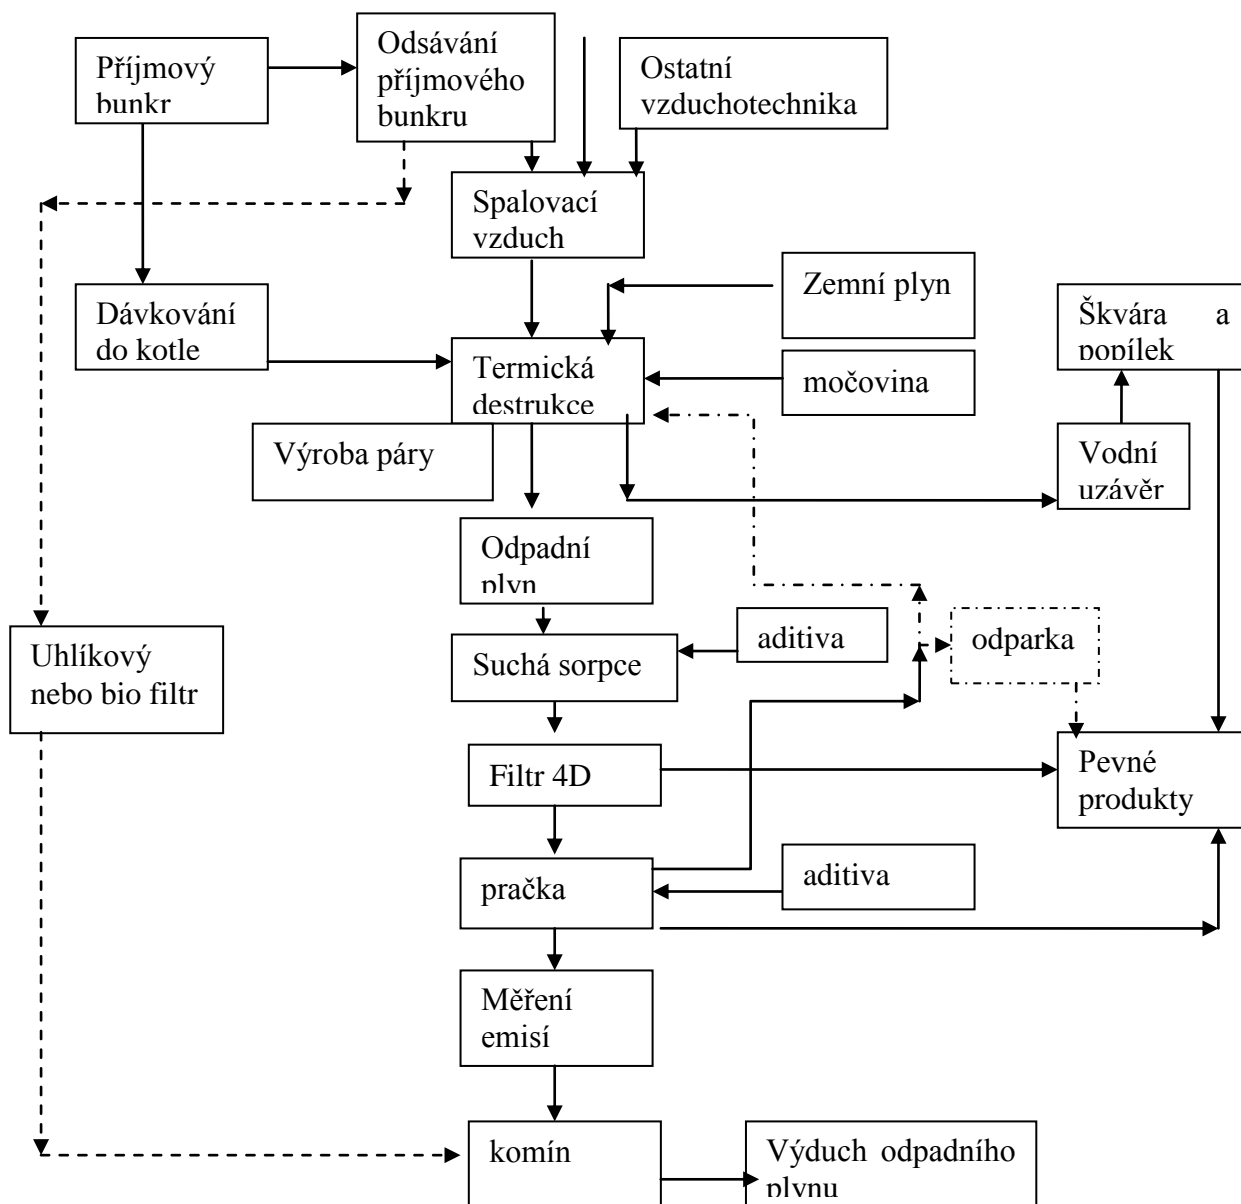 Příjmový
bunkr
Odsávání
příjmového
bunkru
Ostatní
vzduchotechnika
Spalovací
vzduch
Zemní plyn
Dávkování
do kotle
Škvára a
popílek
Termická
destrukce
močovina
Výroba páry
Vodní
uzávěr
Odpadní
plyn
aditiva
odparka
Uhlíkový
nebo bio filtr
Suchá sorpce
Filtr 4D
Pevné
produkty
pračka
aditiva
Měření
emisí
komín
Výduch odpadního
plynu